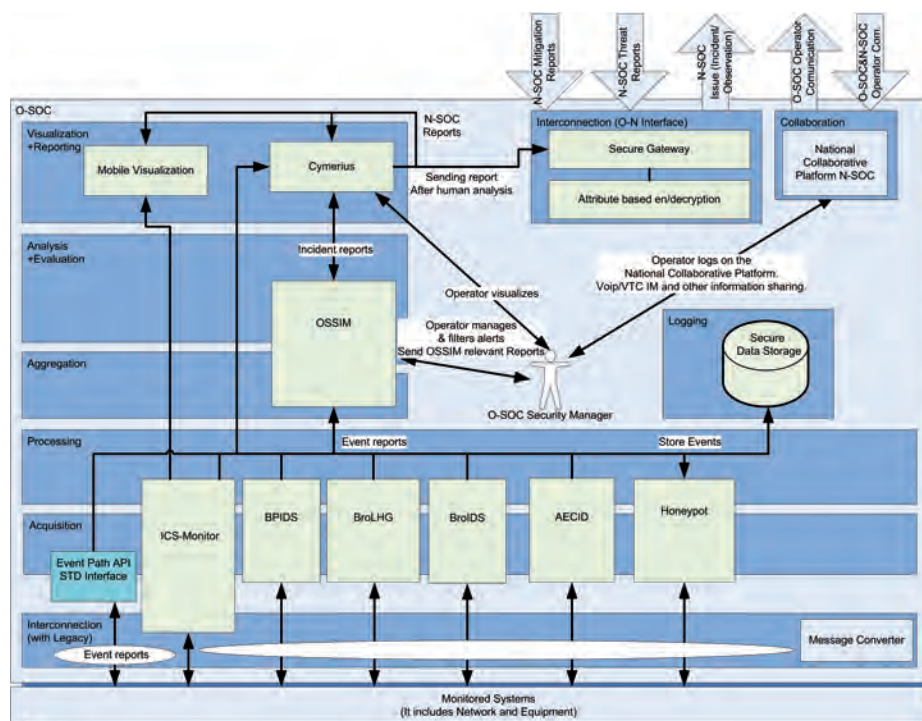 N-SOC Mitigation
Reports
N-SOC Threat
Reports
N-SOC
Issue (Incident/
Observation)
O-SOC Operator
Comunication
O-SOC&N-SOC
Operator Com.
O-SOC
Visualization
+Reporting
N-SOC
Reports
Mobile Visualization
Cymerius
Sending report
After human analysis
Interconnection (O-N Interface)
Secure Gateway
Attribute based en/decryption
Collaboration
National
Collaborative
Platform N-SOC
Analysis
+Evaluation
Incident reports
OSSIM
Operator visualizes
Operator logs on the
National Collaborative Platform.
Voip/VTC IM and other information sharing
Operator manages
& filters alerts
Send OSSIM relevant Reports
Aggregation
O-SOC Security Manager
Logging
Secure
Data Storage
Processing
Event reports
Store Events
ICS-Monitor
BPIDS
BroLHG
BroIDS
AECID
Honeypot
Acquisition
Event Path API
STD Interface
Interconnection
(with Legacy)
Event reports
Message Converter
Monitored Systems
(It includes Network and Equipment)